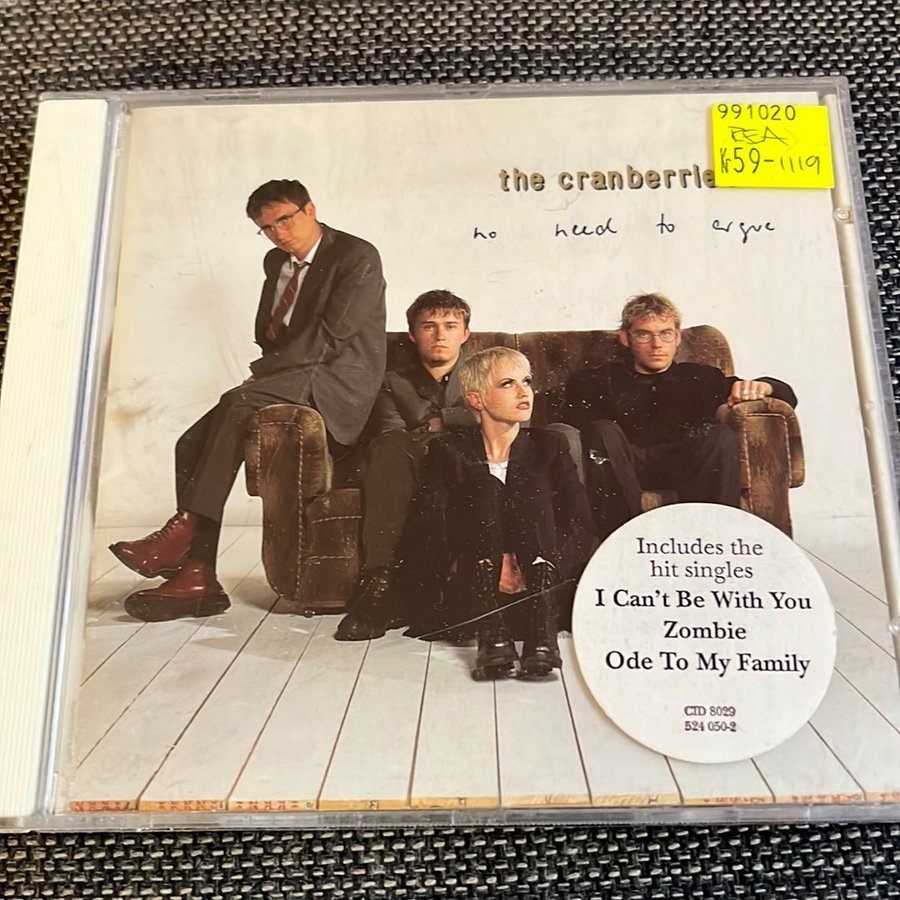 991020
REA
Kr59-1119
the cranberrie
no need to argue
Includes the
hit singles
I Can't Be With You
Zombie
Ode To My Family
CID 8029
524 050-2